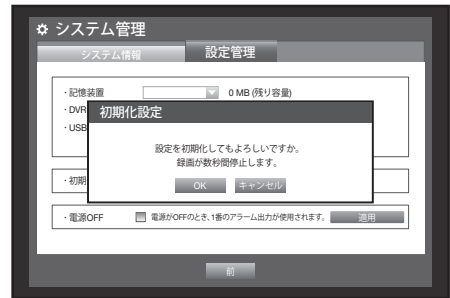 システム管理
システム情報
設定管理
・記憶装置
0 MB (残り容量)
・DVR
・USB
初期化設定
設定を初期化してもよろしいですか。
録画が数秒間停止します。
OK
キャンセル
・初期
・電源OFF
電源がOFFのとき、1番のアラーム出力が使用されます。
適用
前